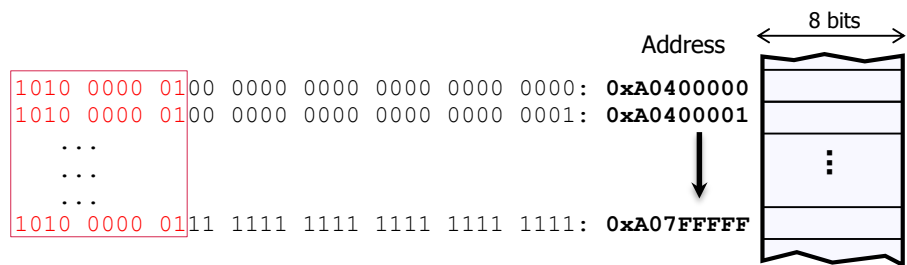 8 bits
Address
1010 0000 0100 0000 0000 0000 0000 0000: 0xA0400000
1010 0000 0100 0000 0000 0000 0000 0001: 0xA0400001
...
...
...
⋮
1010 0000 0111 1111 1111 1111 1111 1111: 0xA07FFFFF